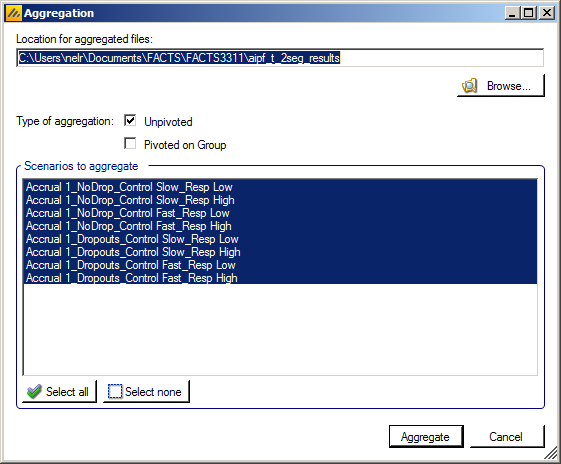 Aggregation
Location for aggregated files:
C:\Users\nelr\Documents\FACTS\FACTS3311\aipf_t_2seg_results
Browse...
Type of aggregation: Unpivoted
Pivoted on Group
Scenarios to aggregate
Accrual 1_NoDrop_Control Slow_Resp Low
Accrual 1_NoDrop_Control Slow_Resp High
Accrual 1_NoDrop_Control Fast_Resp Low
Accrual 1_NoDrop_Control Fast_Resp High
Accrual 1_Dropouts_Control Slow_Resp Low
Accrual 1_Dropouts_Control Slow_Resp High
Accrual 1_Dropouts_Control Fast_Resp Low
Accrual 1_Dropouts_Control Fast_Resp High
Select all Select none
Aggregate Cancel